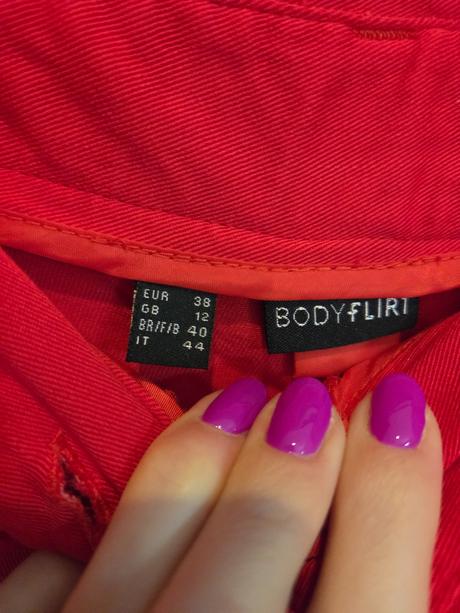 EUR 38
GB 12
BR/F/B 40
IT 44
BODYFLIRT